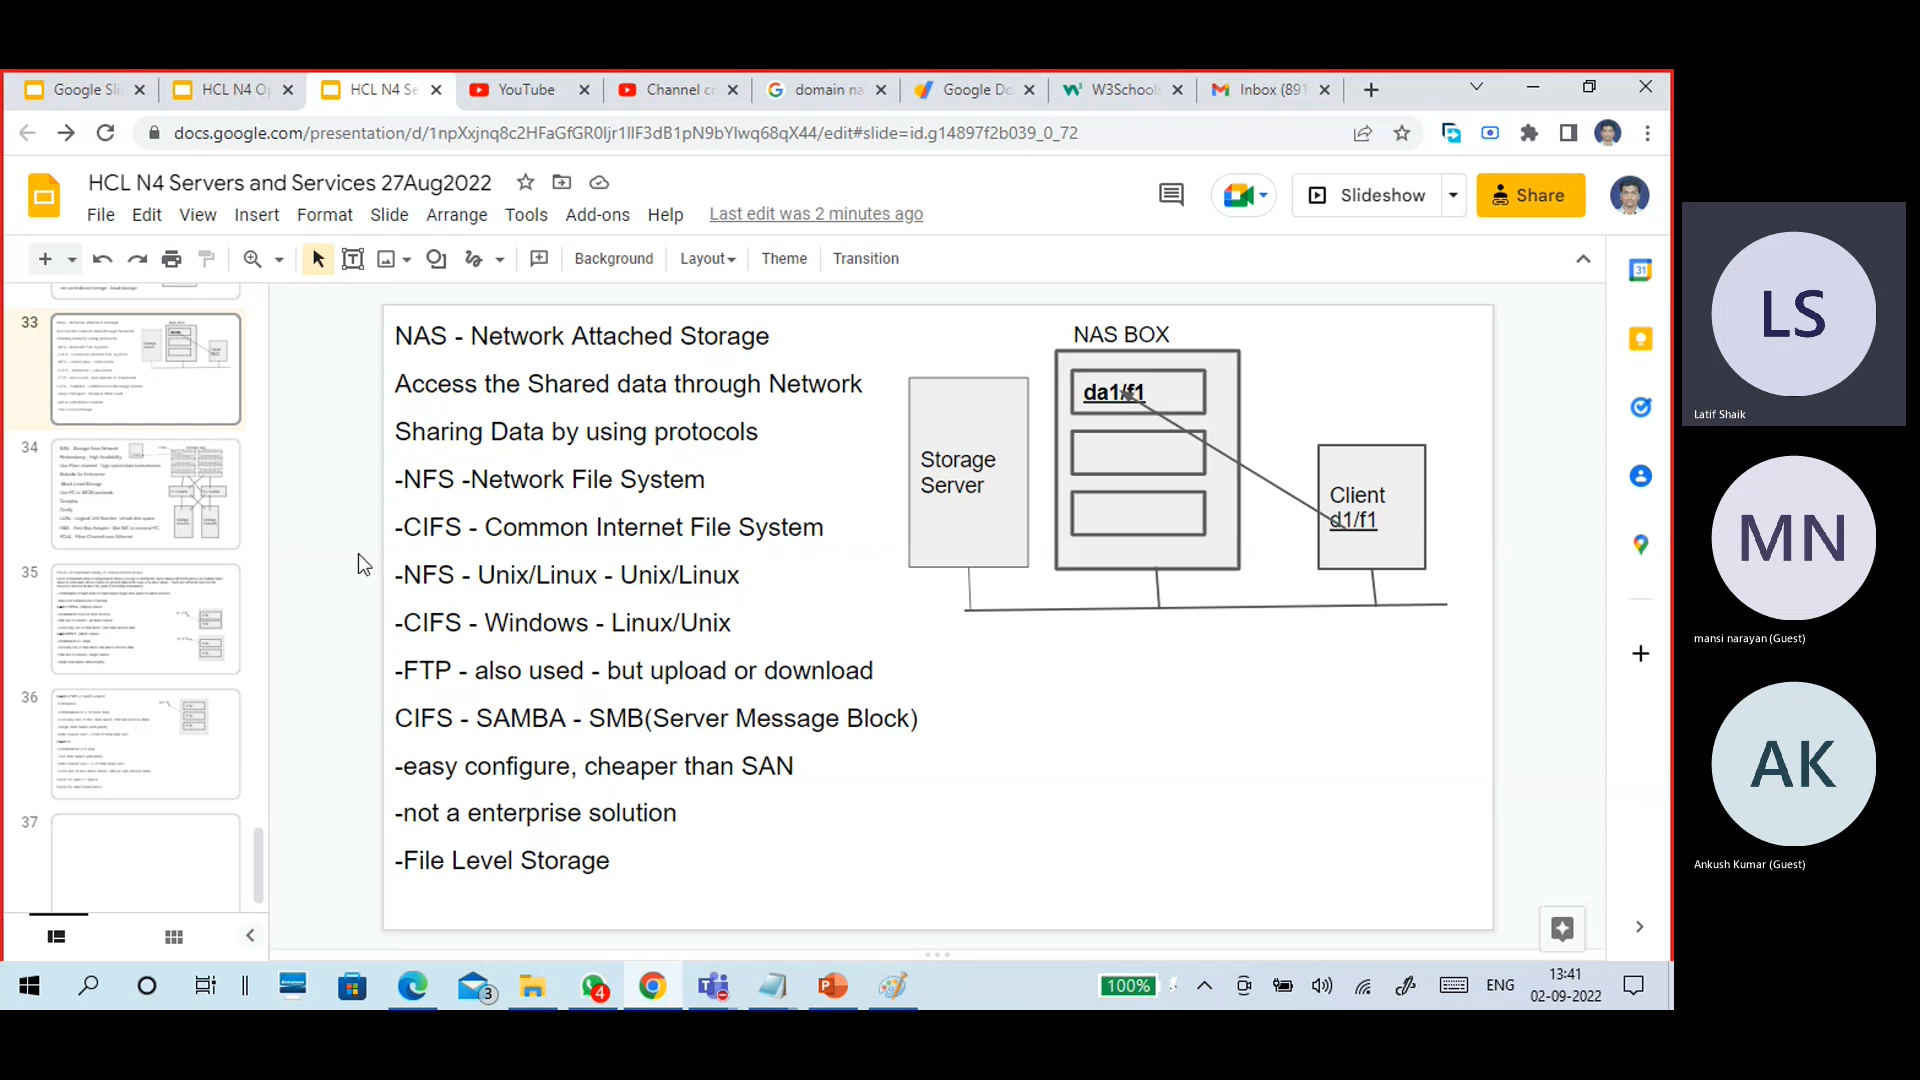 Google Sli
HCL N4 O
HCL N4 Se
YouTube
Channel co
domain na
Google Do
W3School
Inbox (891
docs.google.com/presentation/d/1npXxjnq8c2HFaGfGR0ljr1lIF3dB1pN9bYlwq68qX44/edit#slide=id.g14897f2b039_0_72
HCL N4 Servers and Services 27Aug2022
File Edit View Insert Format Slide Arrange Tools Add-ons Help Last edit was 2 minutes ago
Slideshow
Share
Background Layout Theme Transition
31
33
34
35
36
37
NAS - Network Attached Storage
Access the Shared data through Network
Sharing Data by using protocols
-NFS -Network File System
-CIFS - Common Internet File System
-NFS - Unix/Linux - Unix/Linux
-CIFS - Windows - Linux/Unix
-FTP - also used - but upload or download
CIFS - SAMBA - SMB(Server Message Block)
-easy configure, cheaper than SAN
-not a enterprise solution
-File Level Storage
NAS BOX
da1/f1
Storage
Server
Client
d1/f1
LS
Latif Shaik
MN
mansi narayan (Guest)
AK
Ankush Kumar (Guest)
3
4
100%
ENG
13:41
02-09-2022